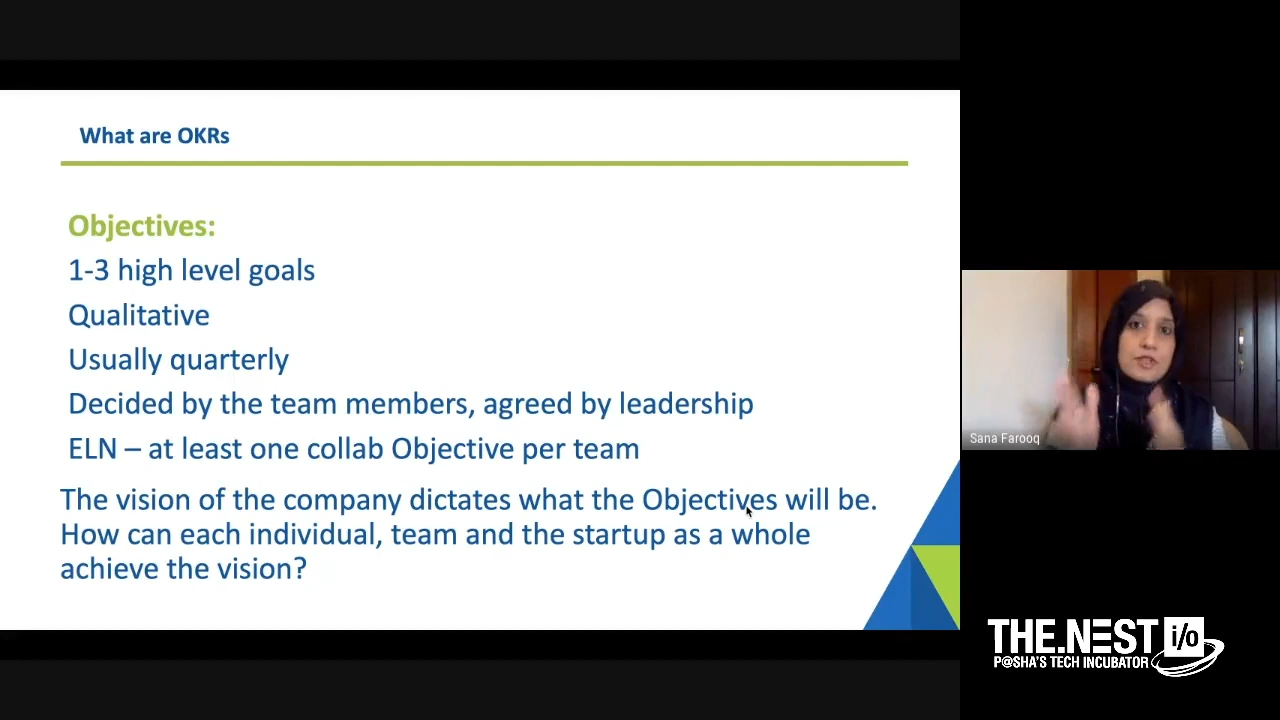 What are OKRs
Objectives:
1-3 high level goals
Qualitative
Usually quarterly
Decided by the team members, agreed by leadership
ELN – at least one collab Objective per team
The vision of the company dictates what the Objectives will be.
How can each individual, team and the startup as a whole
achieve the vision?
Sana Farooq
THE.NEST i/o
P@SHA'S TECH INCUBATOR